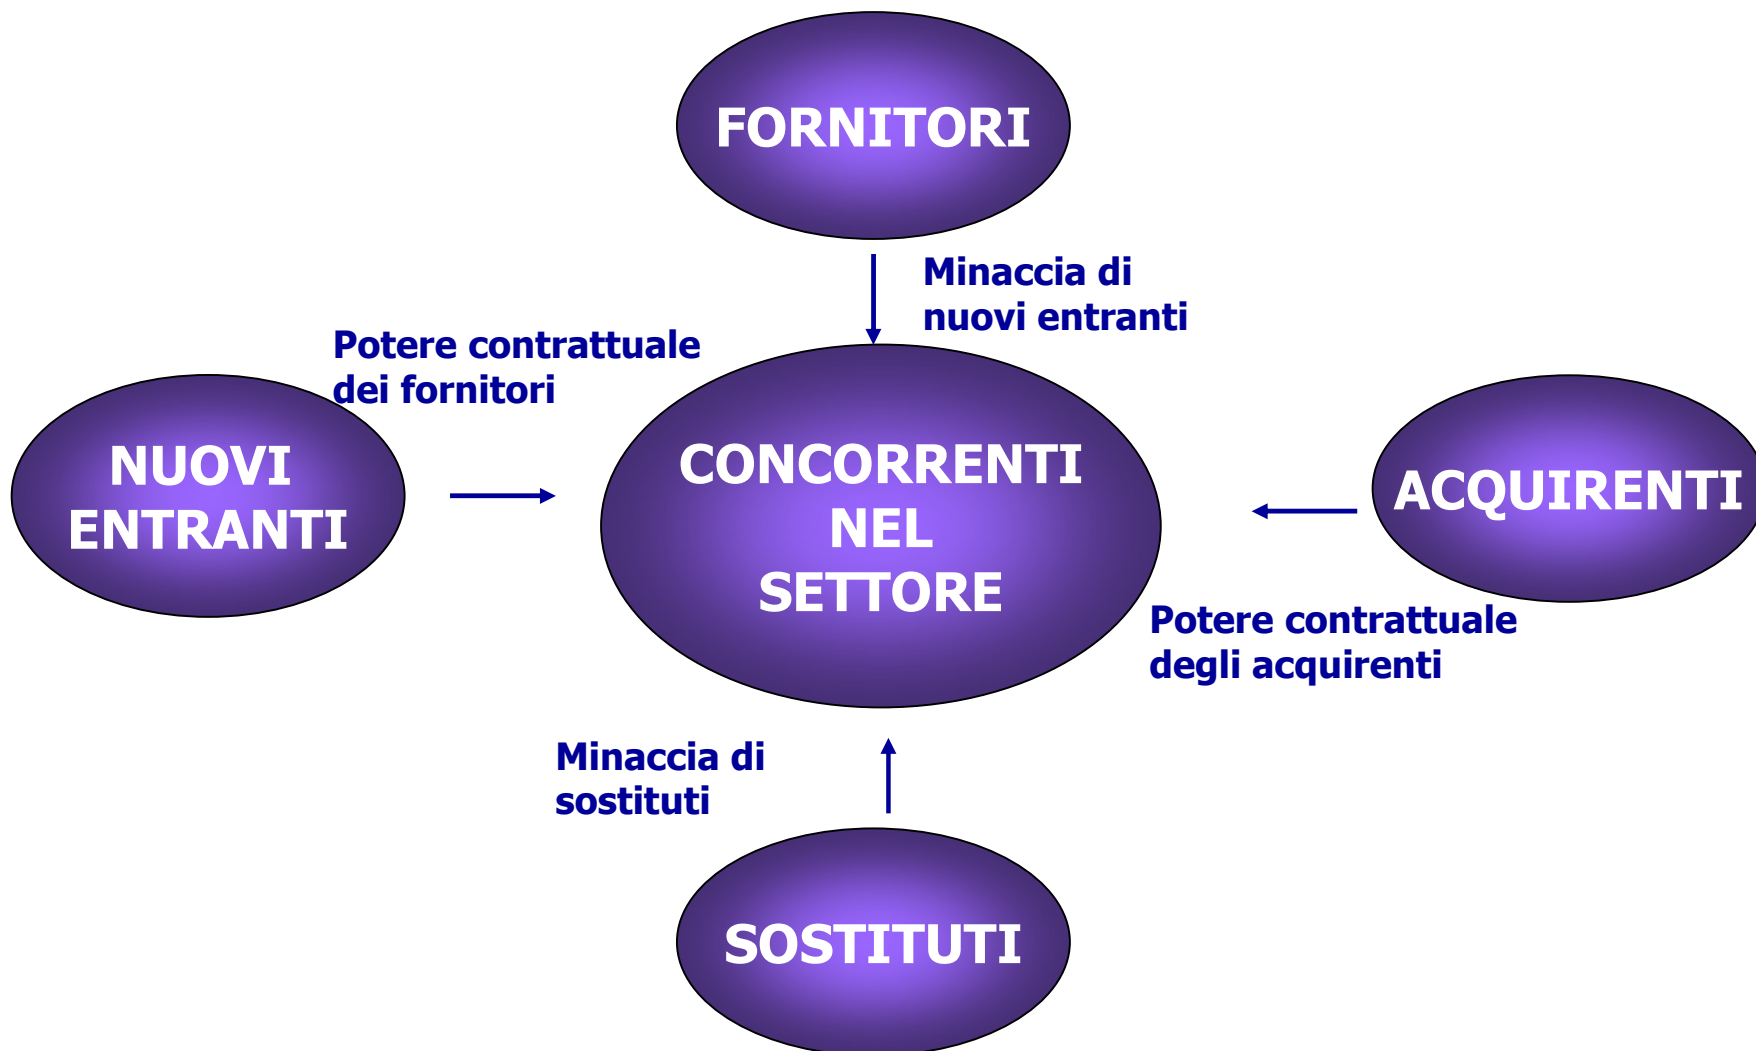 FORNITORI
Minaccia di
nuovi entranti
Potere contrattuale
dei fornitori
NUOVI
ENTRANTI
CONCORRENTI
NEL
SETTORE
ACQUIRENTI
Potere contrattuale
degli acquirenti
Minaccia di
sostituti
SOSTITUTI